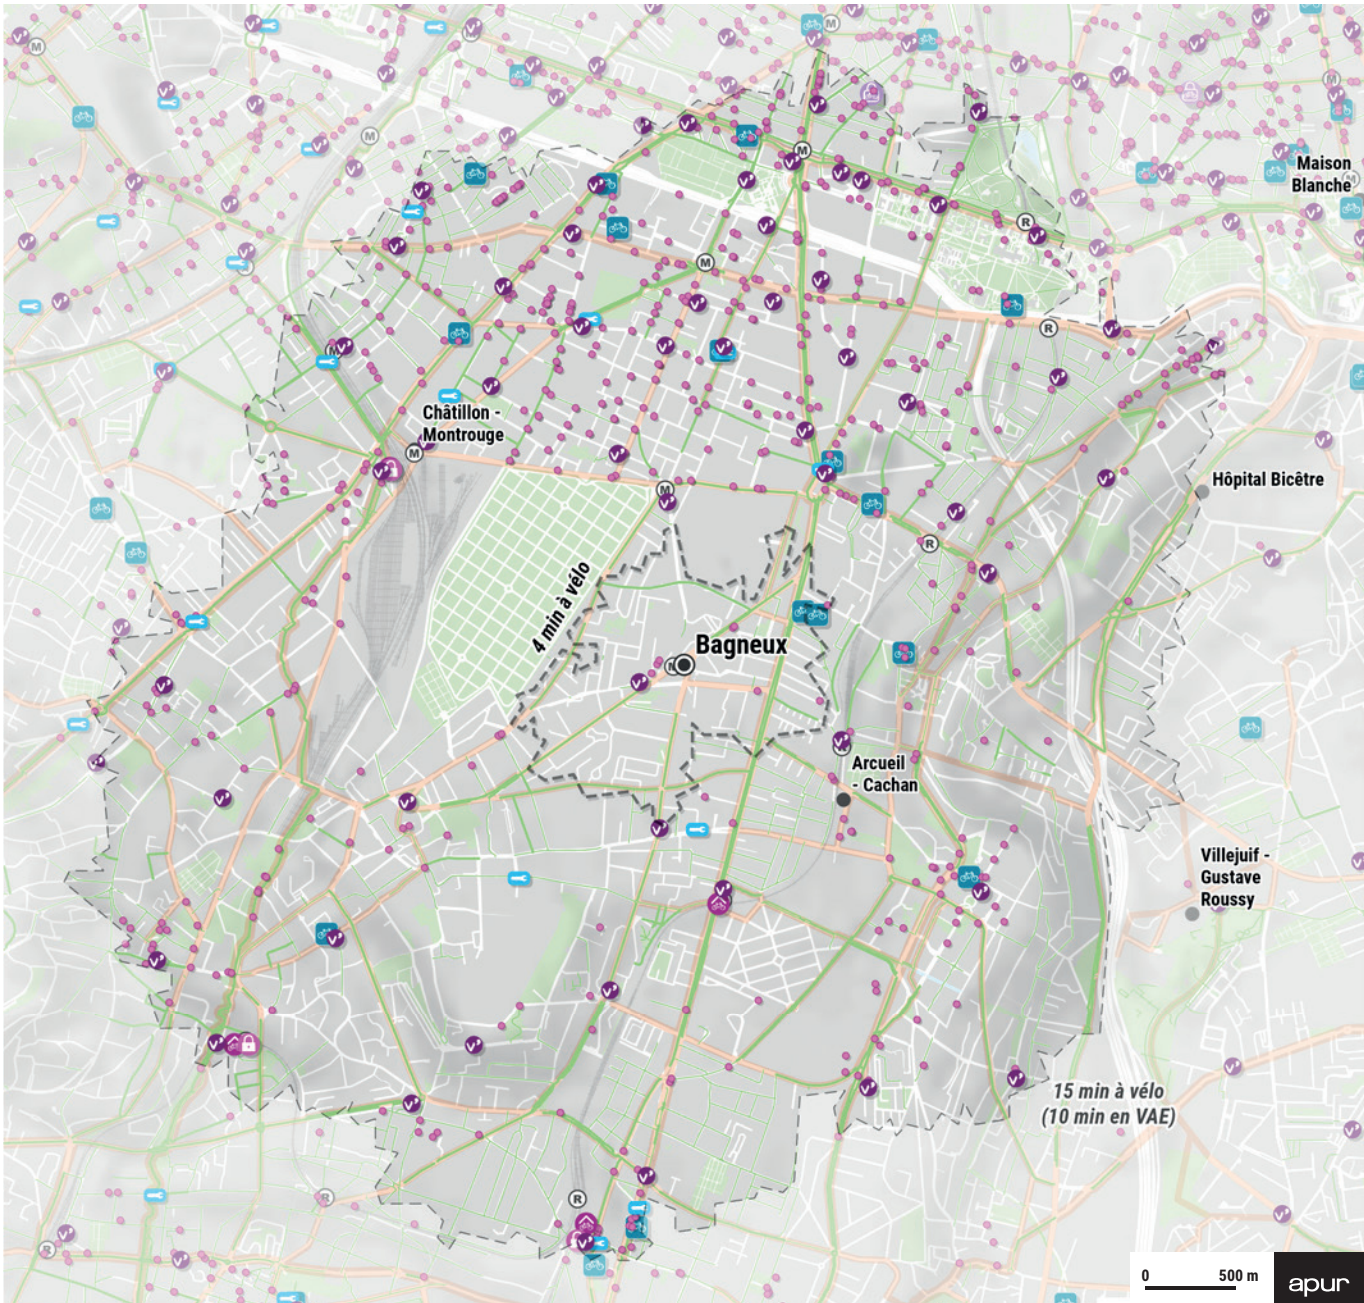 Maison
Blanche
Châtillon -
Montrouge
Hôpital Bicêtre
4 min à vélo
Bagneux
Arcueil
- Cachan
Villejuif -
Gustave
Roussy
15 min à vélo
(10 min en VAE)
0 500 m
apur